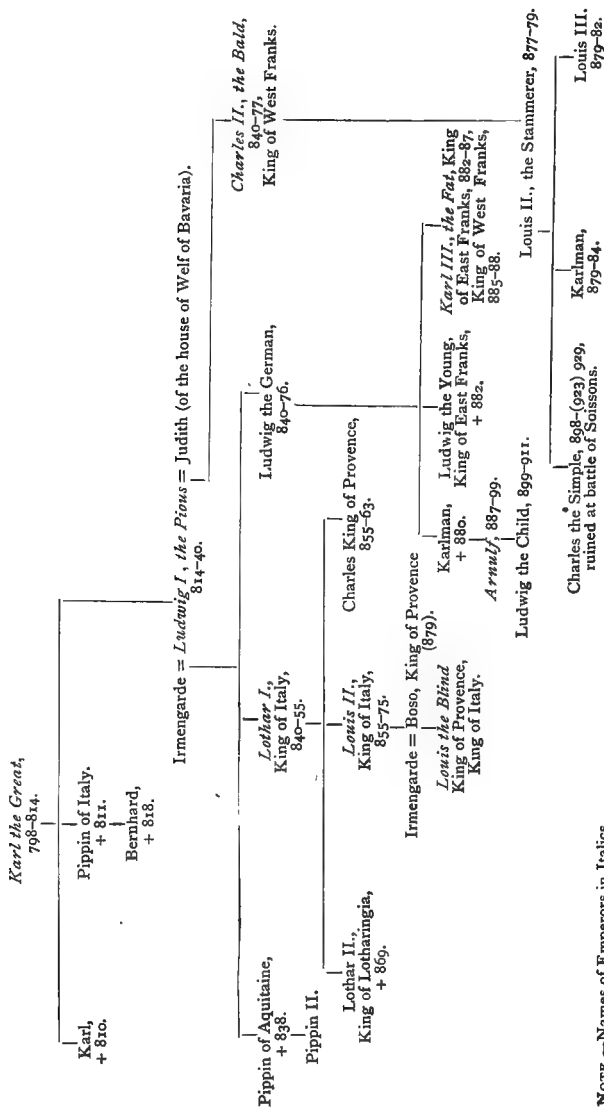 Karl the Great,
798–814.
Karl,
+ 810.
Pippin of Italy.
+ 811.
Bernhard,
+ 818.
Irmengarde = Ludwig I, the Pious = Judith (of the house of Welf of Bavaria).
814–40.
Pippin of Aquitaine,
+ 838.
Pippin II.
Lothar I.,
King of Italy,
840–55.
Ludwig the German,
840–76.
Charles II., the Bald,
840–77,
King of West Franks.
Lothar II.,
King of Lotharingia,
+ 869.
Louis II.,
King of Italy,
855–75.
Charles King of Provence,
855–63.
Irmengarde = Boso, King of Provence
(879).
Louis the Blind
King of Provence,
King of Italy.
Karlman,
+ 880.
Arnulf, 887–99.
Ludwig the Child, 899–911.
Ludwig the Young,
King of East Franks,
+ 882.
Karl III., the Fat, King
of East Franks, 882–87,
King of West Franks,
885–88.
Louis II., the Stammerer, 877–79.
Charles the Simple, 898–(923) 929,
ruined at battle of Soissons.
Karlman,
879–84.
Louis III.
879–82.
NOTE.—Names of Emperors in Italics.